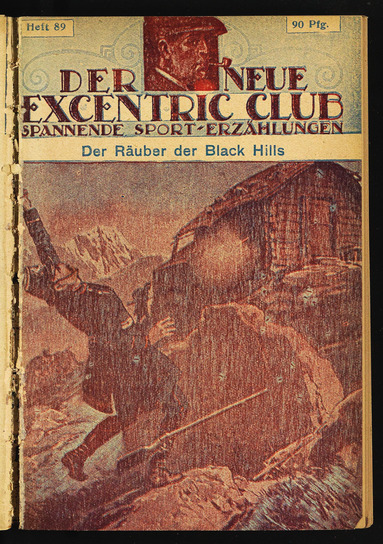 Heft 89
90 Pfg.
DER NEUE
EXCENTRIC CLUB
SPANNENDE SPORT-ERZÄHLUNGEN
Der Räuber der Black Hills